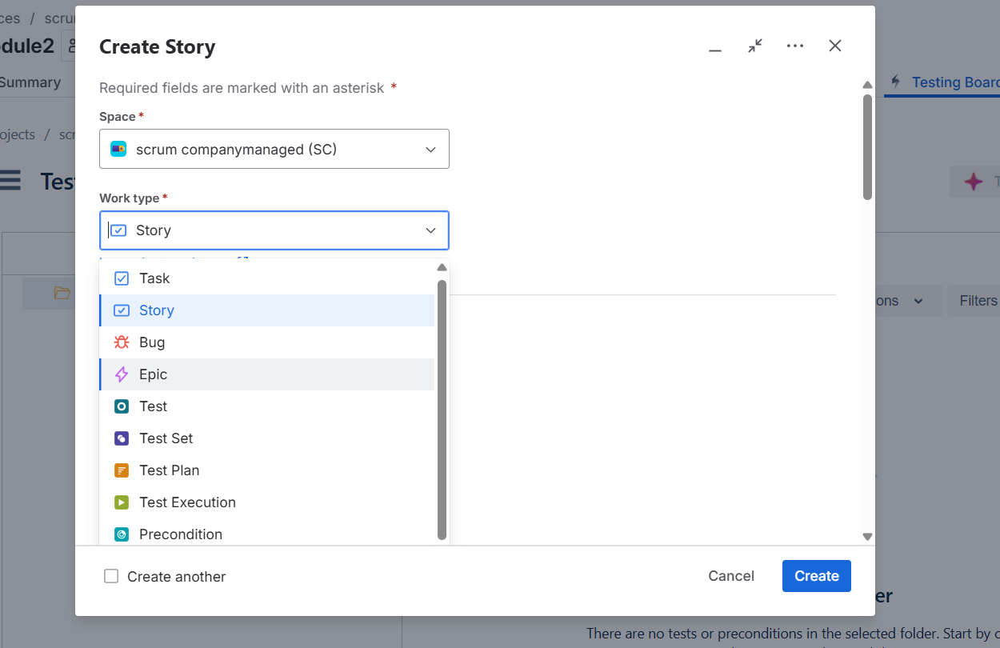 ces / scru
dule2
Create Story
Summary
Required fields are marked with an asterisk *
Testing Board
Space *
ojects / scr
scrum companymanaged (SC)
Test
Work type *
Story
Task
Story
ons
Filters
Bug
Epic
Test
Test Set
Test Plan
Test Execution
Precondition
Create another
Cancel
Create
er
There are no tests or preconditions in the selected folder. Start by c